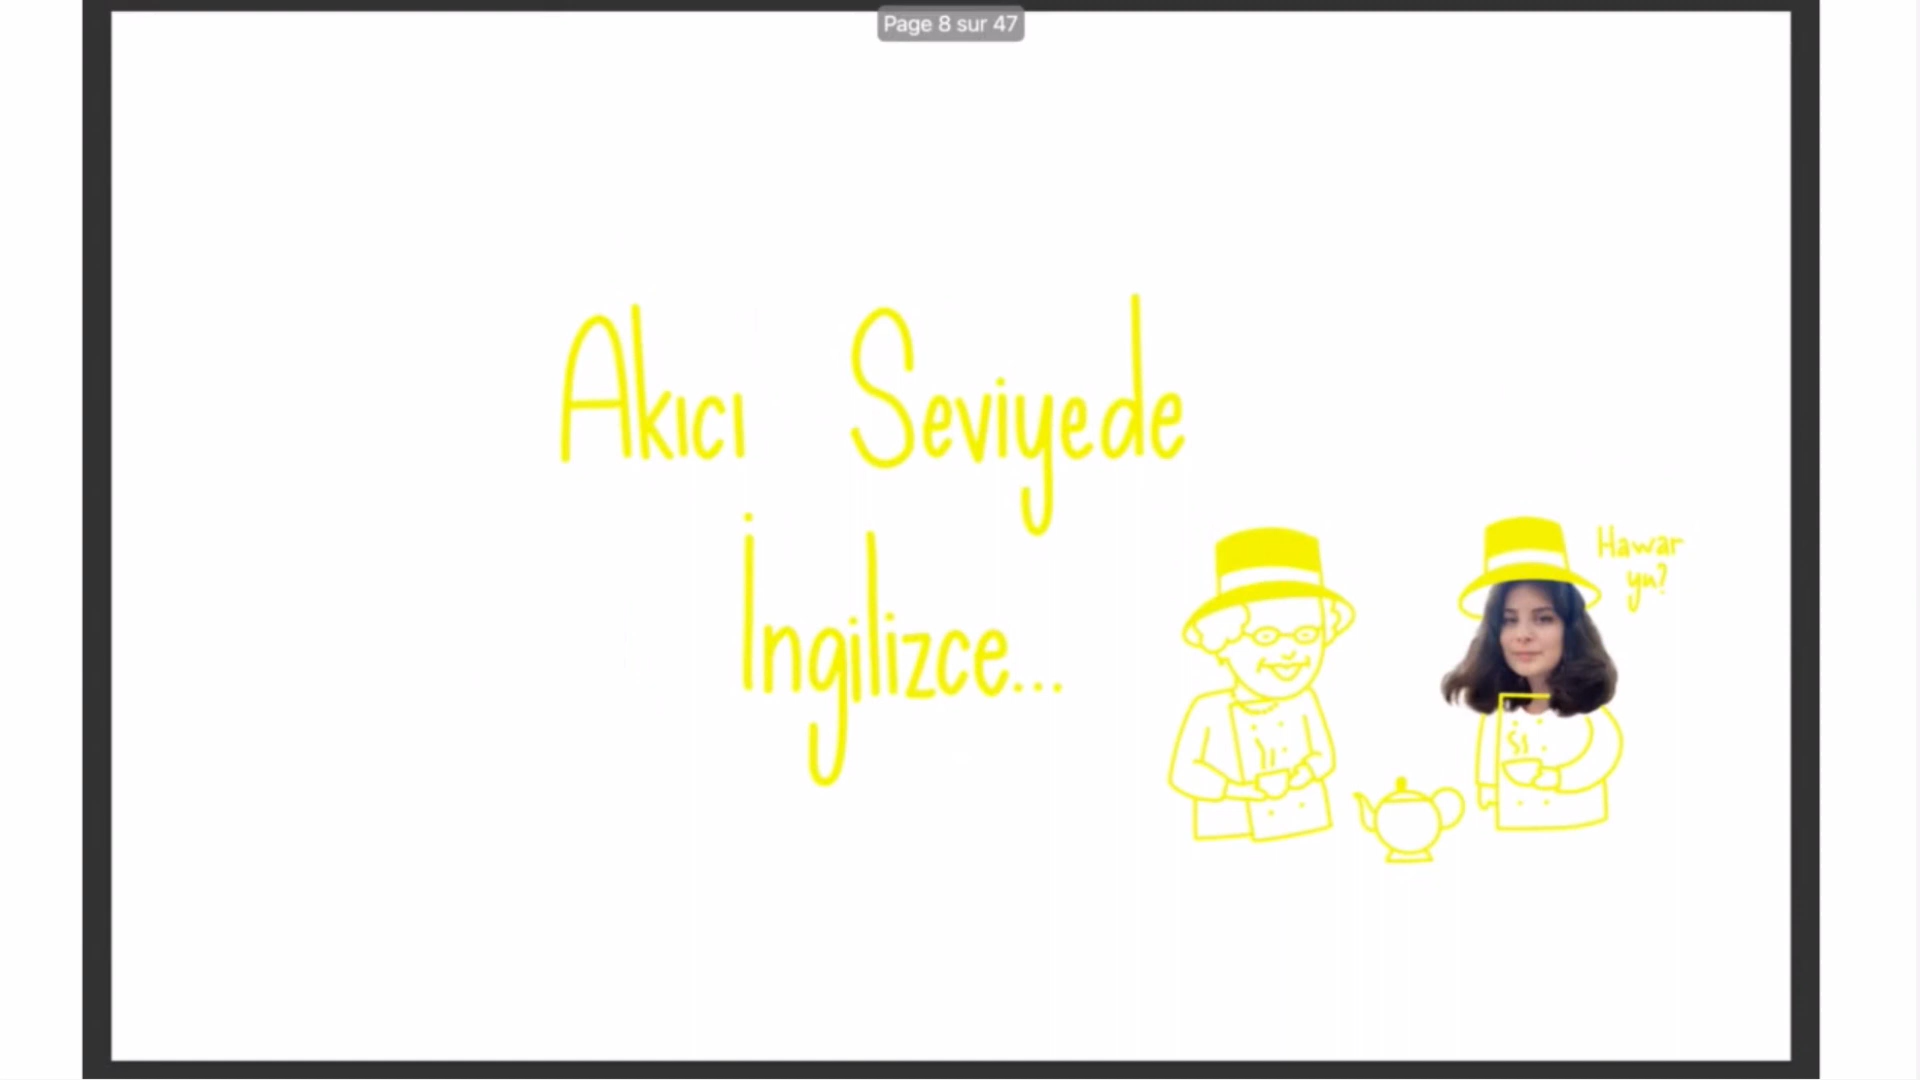 Page 8 sur 47
Akıcı Seviyede
İngilizce...
Hawar
yu?